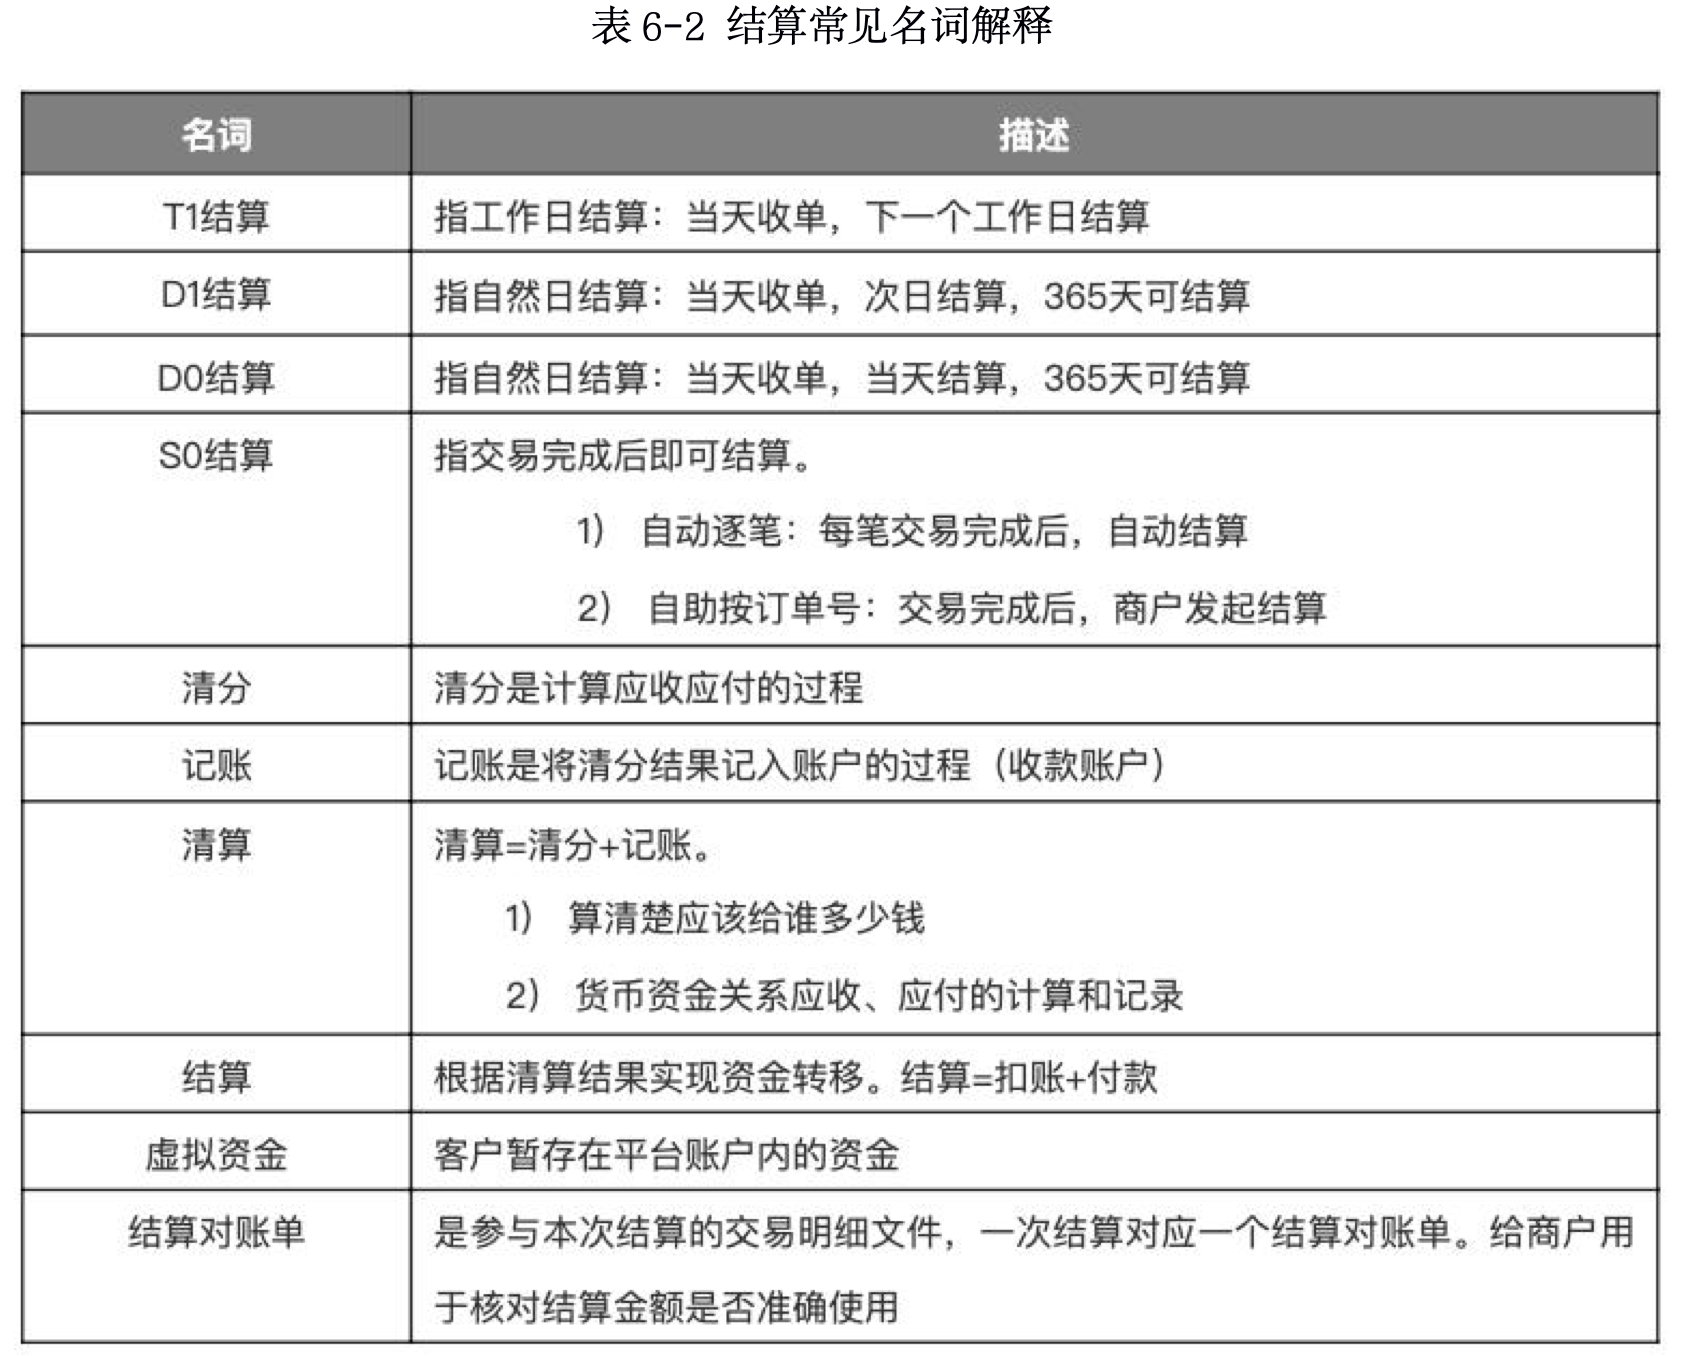 表 6-2 结算常见名词解释
名词 描述
T1结算 指工作日结算：当天收单，下一个工作日结算
D1结算 指自然日结算：当天收单，次日结算，365天可结算
D0结算 指自然日结算：当天收单，当天结算，365天可结算
S0结算 指交易完成后即可结算。
1） 自动逐笔：每笔交易完成后，自动结算
2） 自助按订单号：交易完成后，商户发起结算
清分 清分是计算应收应付的过程
记账 记账是将清分结果记入账户的过程（收款账户）
清算 清算=清分+记账。
1） 算清楚应该给谁多少钱
2） 货币资金关系应收、应付的计算和记录
结算 根据清算结果实现资金转移。结算=扣账+付款
虚拟资金 客户暂存在平台账户内的资金
结算对账单 是参与本次结算的交易明细文件，一次结算对应一个结算对账单。给商户用
于核对结算金额是否准确使用